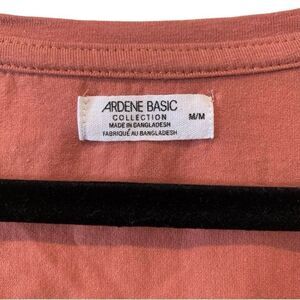 ARDENE BASIC
COLLECTION
M/M
MADE IN BANGLADESH
FABRIQUÉ AU BANGLADESH